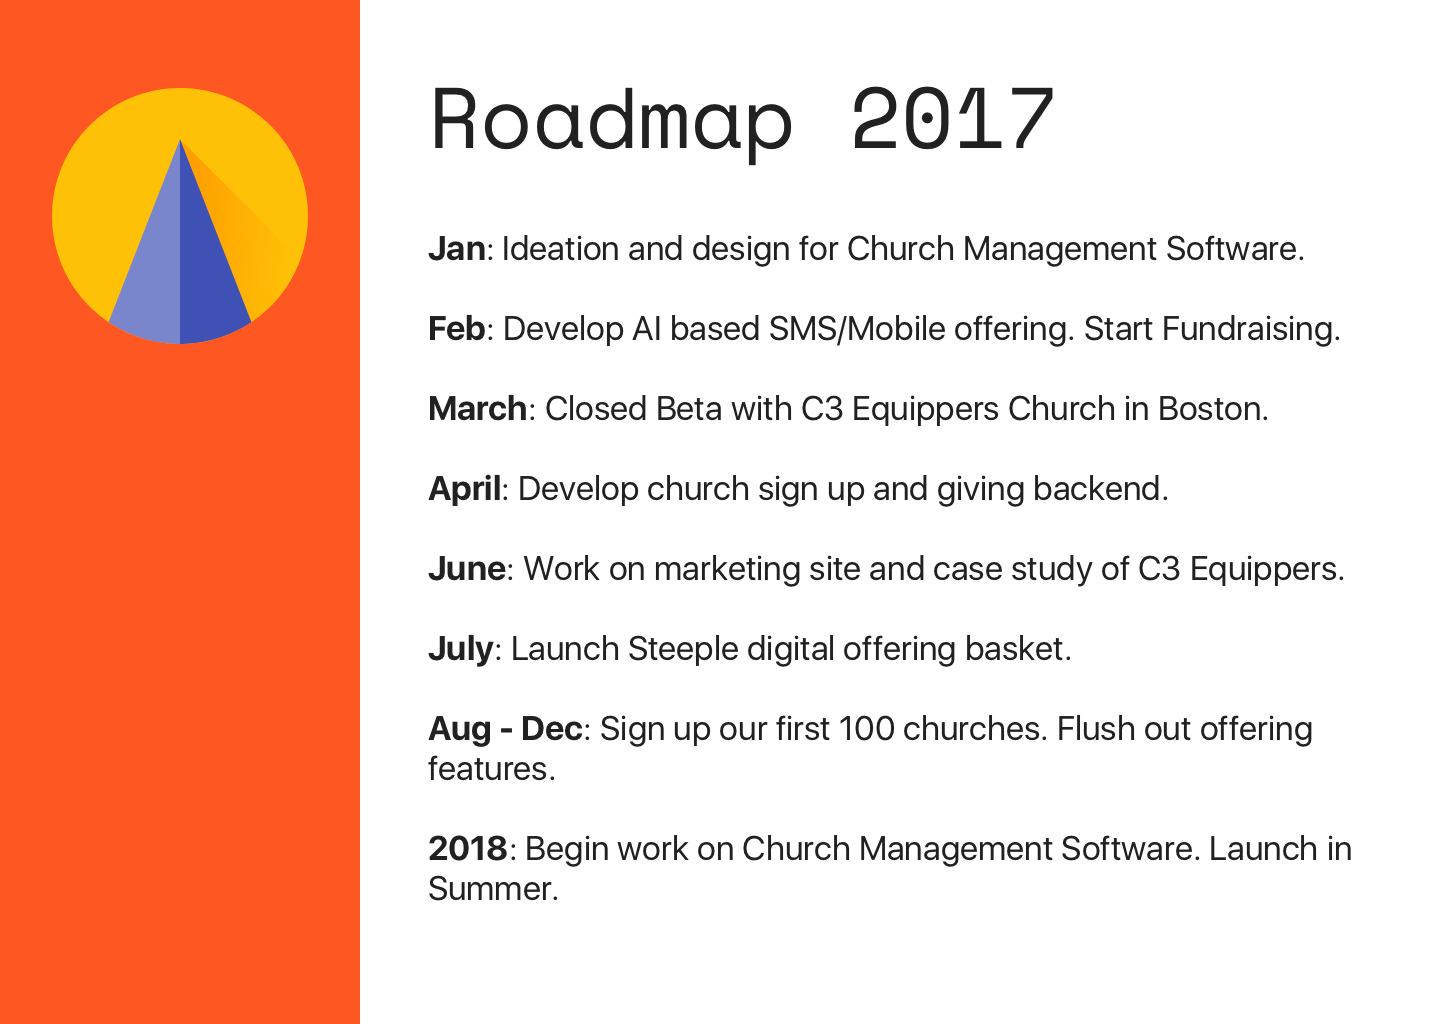 Roadmap 2017
Jan: Ideation and design for Church Management Software.
Feb: Develop AI based SMS/Mobile offering. Start Fundraising.
March: Closed Beta with C3 Equippers Church in Boston.
April: Develop church sign up and giving backend.
June: Work on marketing site and case study of C3 Equippers.
July: Launch Steeple digital offering basket.
Aug - Dec: Sign up our first 100 churches. Flush out offering
features.
2018: Begin work on Church Management Software. Launch in
Summer.